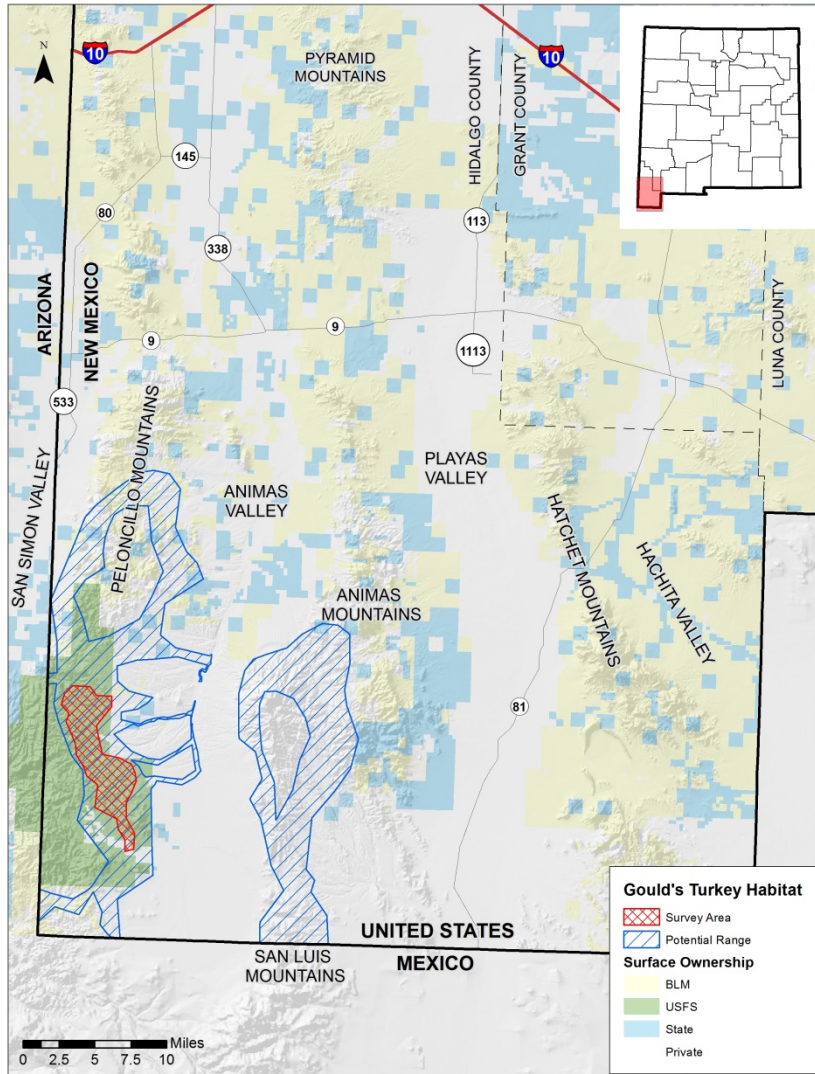 N
10
10
PYRAMID
MOUNTAINS
HIDALGO COUNTY
GRANT COUNTY
145
80
338
113
ARIZONA
NEW MEXICO
9
9
1113
LUNA COUNTY
533
SAN SIMON VALLEY
PELONCILLO MOUNTAINS
ANIMAS
VALLEY
PLAYAS
VALLEY
HATCHET MOUNTAINS
HACHITA VALLEY
ANIMAS
MOUNTAINS
81
UNITED STATES
MEXICO
SAN LUIS
MOUNTAINS
Gould's Turkey Habitat
Survey Area
Potential Range
Surface Ownership
BLM
USFS
State
Private
Miles
0 2.5 5 7.5 10